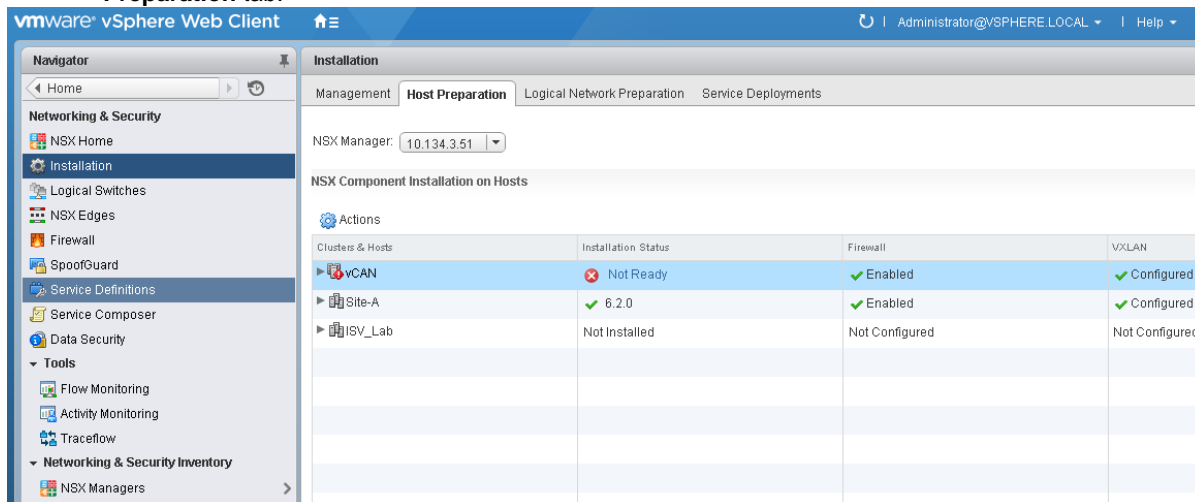 Preparation tab.
vmware® vSphere Web Client
Administrator@VSPHERE.LOCAL | Help
Navigator
Home
Networking & Security
NSX Home
Installation
Logical Switches
NSX Edges
Firewall
SpoofGuard
Service Definitions
Service Composer
Data Security
Tools
Flow Monitoring
Activity Monitoring
Traceflow
Networking & Security Inventory
NSX Managers
Installation
Management Host Preparation Logical Network Preparation Service Deployments
NSX Manager: 10.134.3.51
NSX Component Installation on Hosts
Actions
Clusters & Hosts Installation Status Firewall VXLAN
vCAN Not Ready Enabled Configured
Site-A 6.2.0 Enabled Configured
ISV_Lab Not Installed Not Configured Not Configured